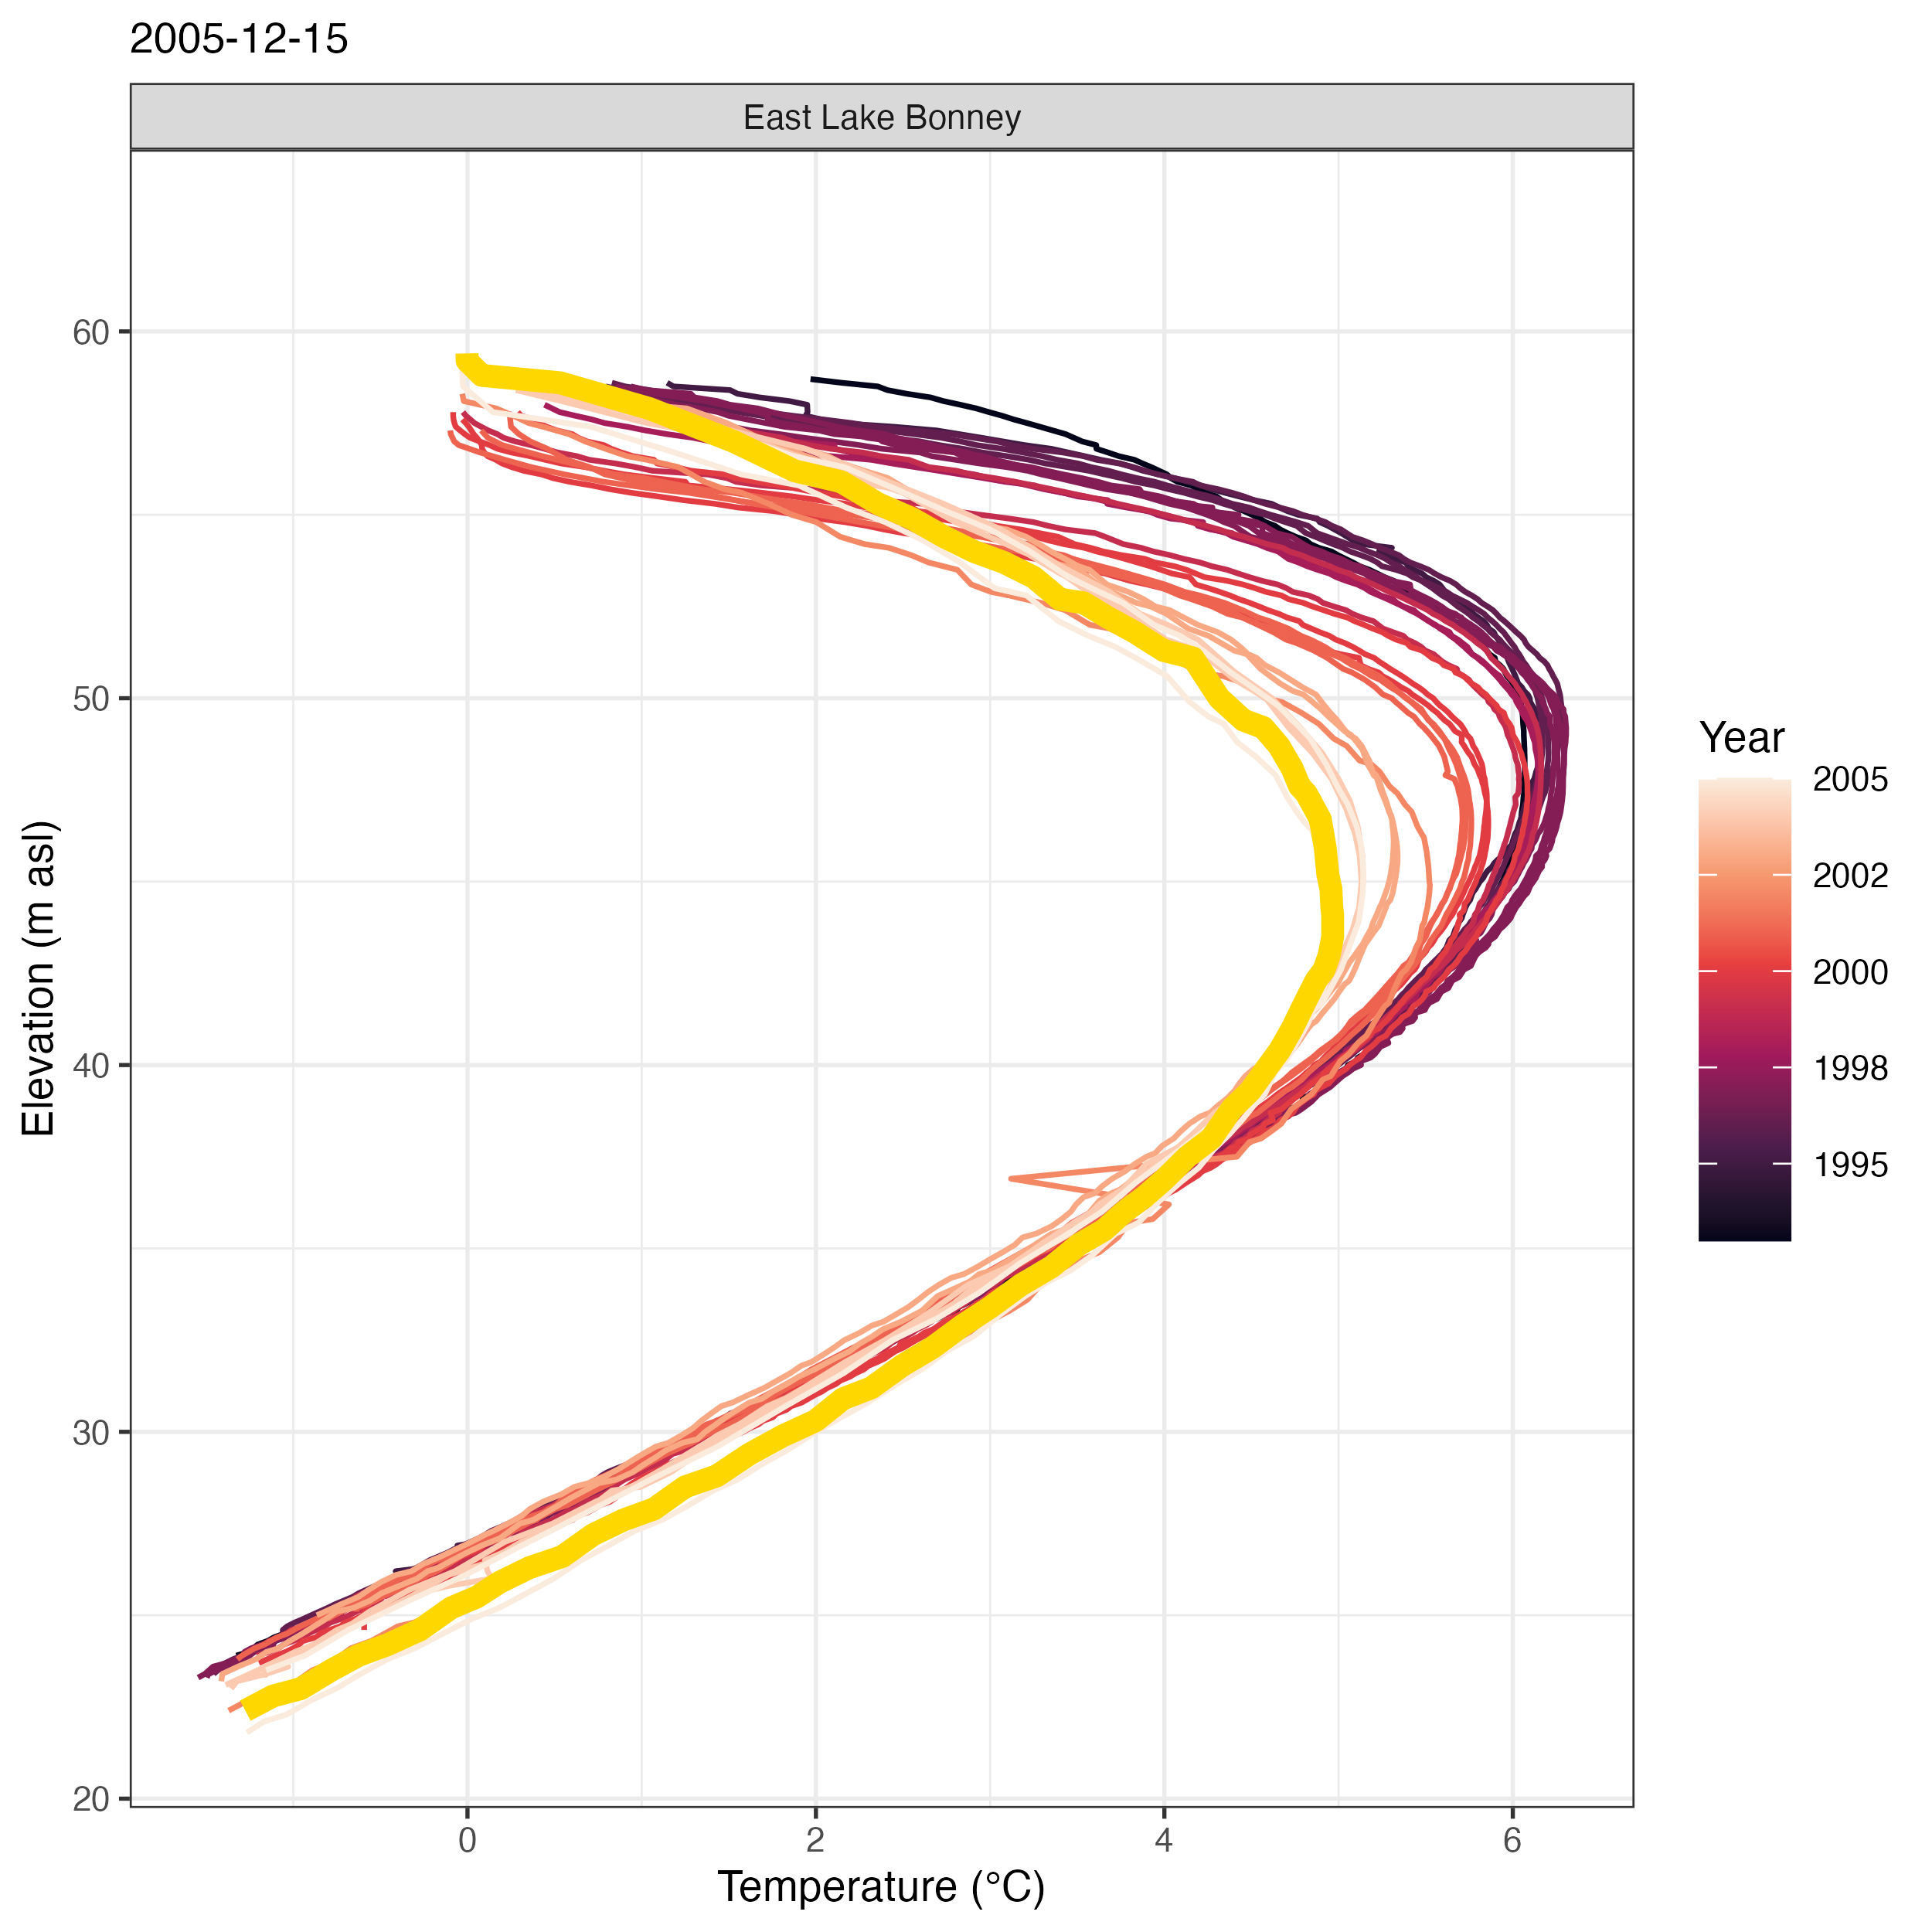 2005-12-15
East Lake Bonney
60
50
40
30
20
Elevation (m asl)
0 2 4 6
Temperature (°C)
Year
2005
2002
2000
1998
1995